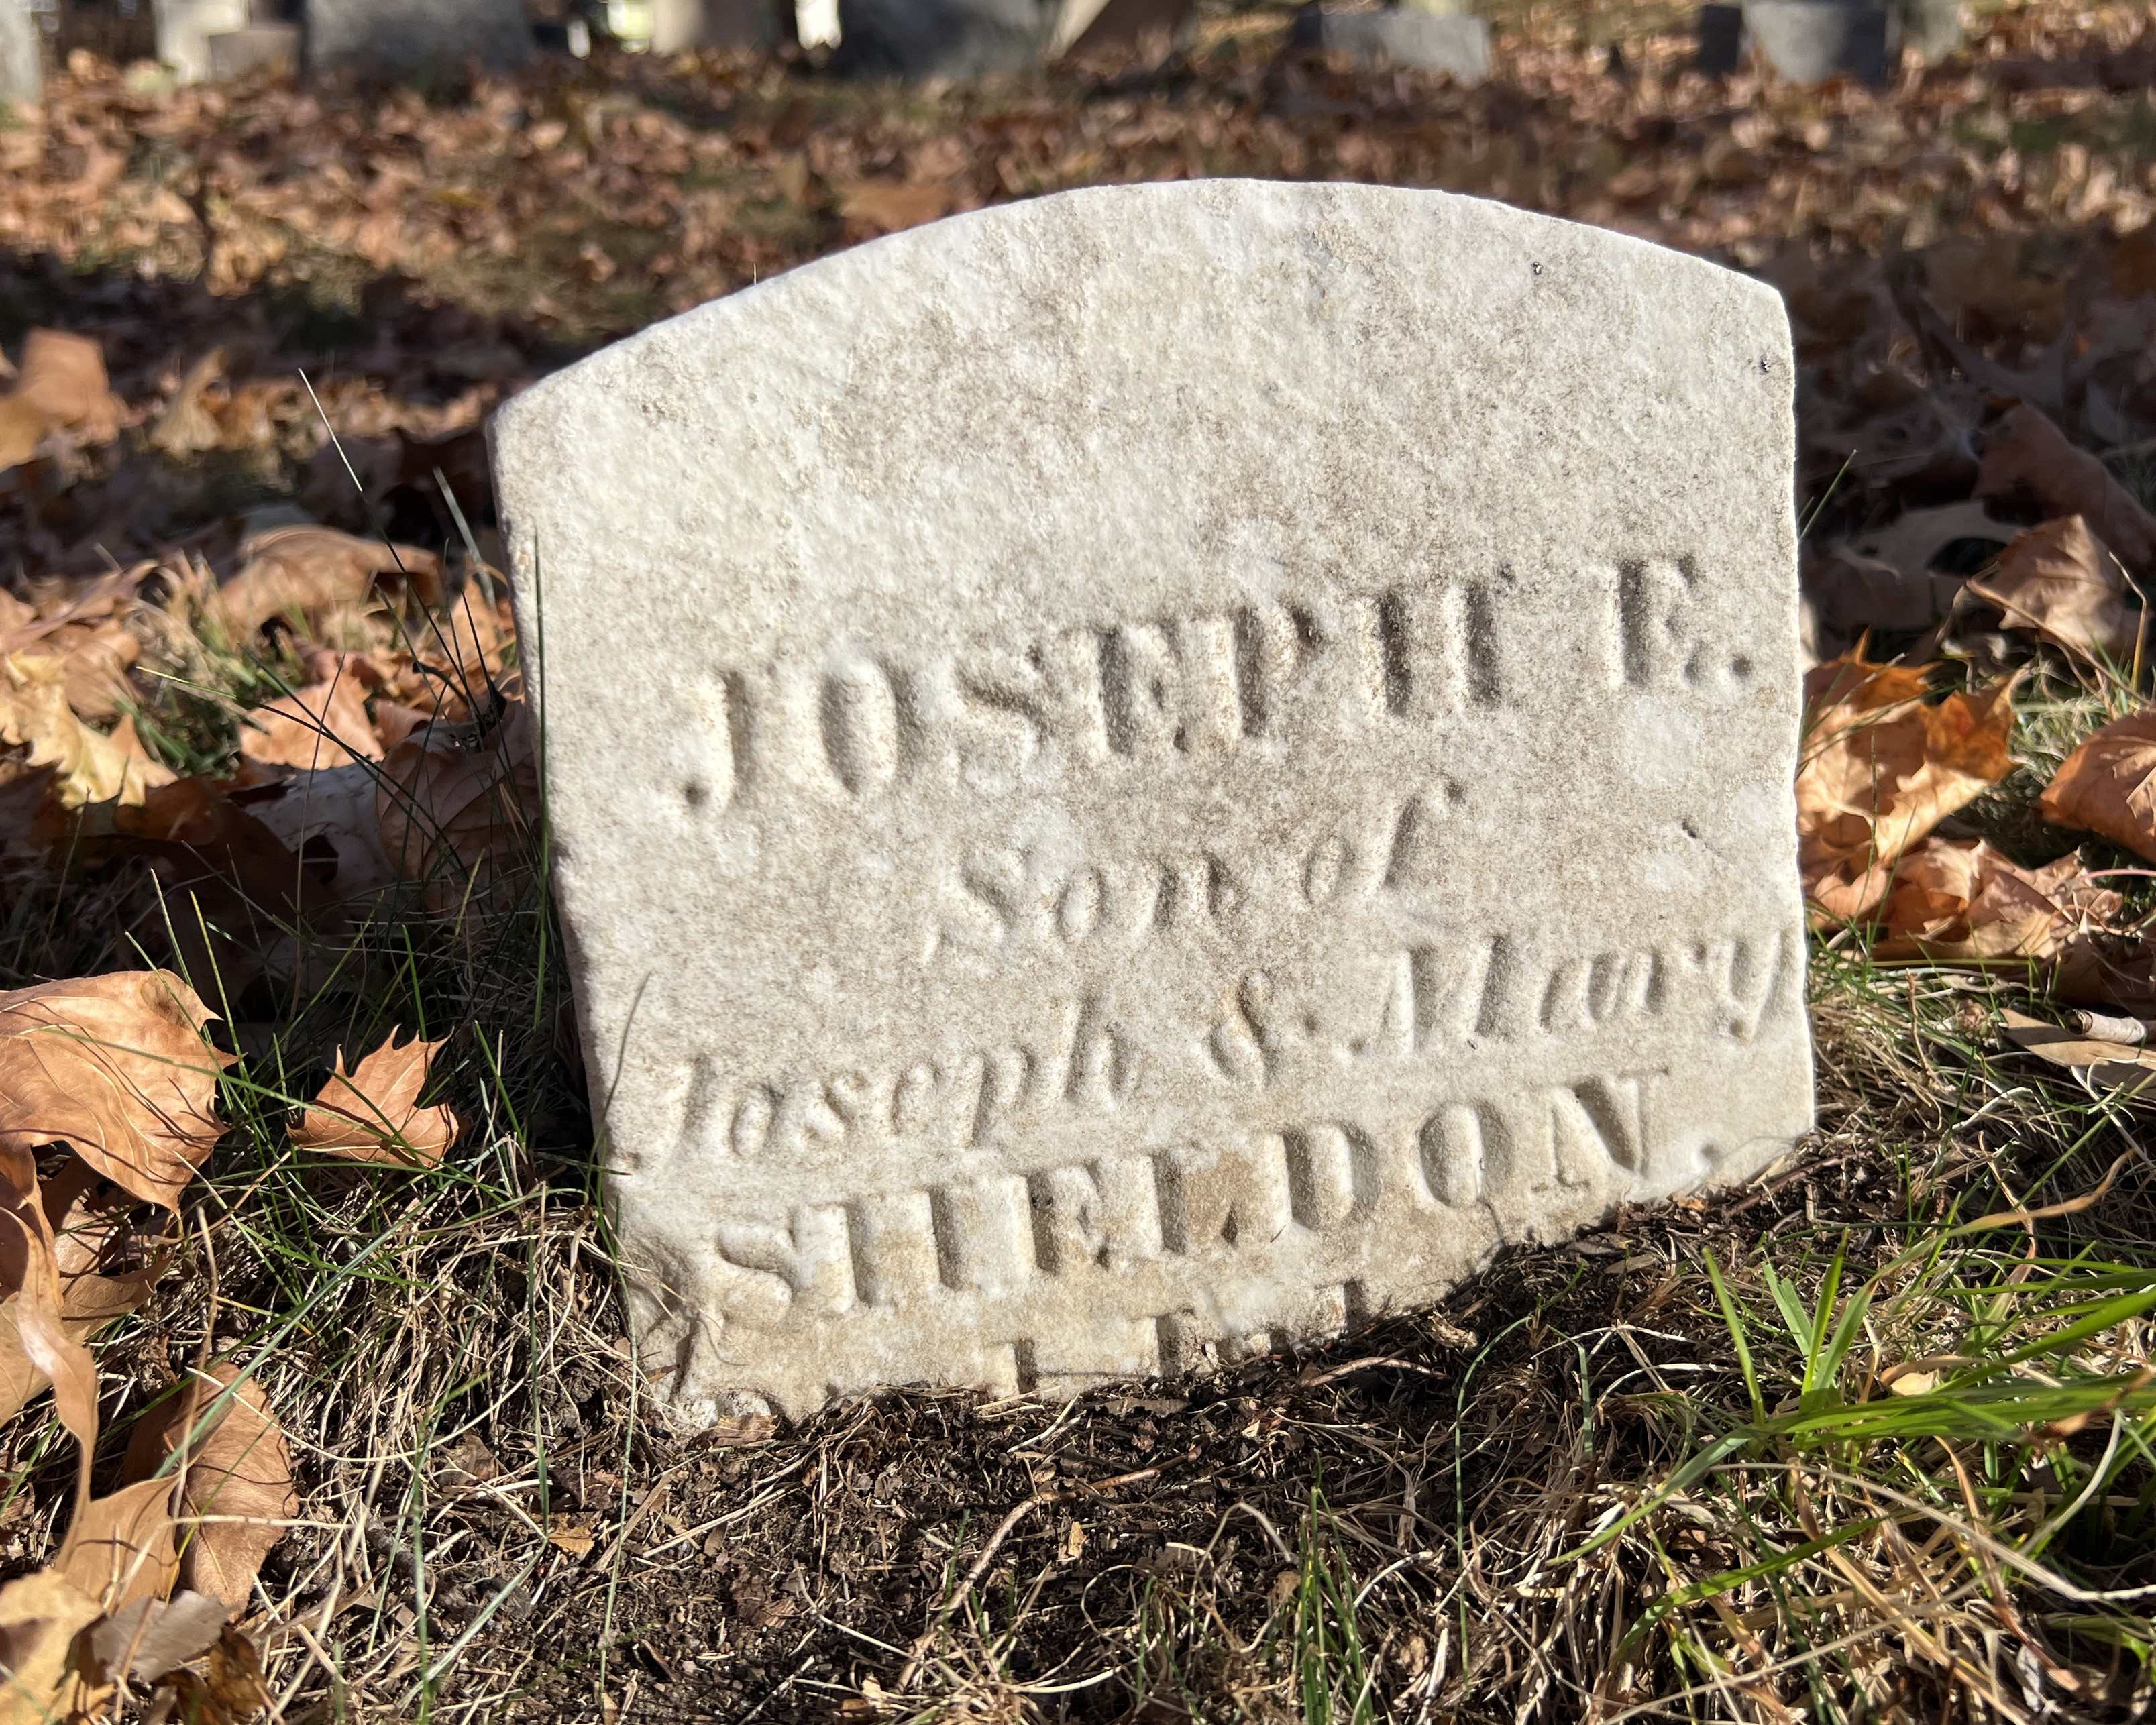 JOSEPH E.
Son of
Joseph & Mary
SHELDON.